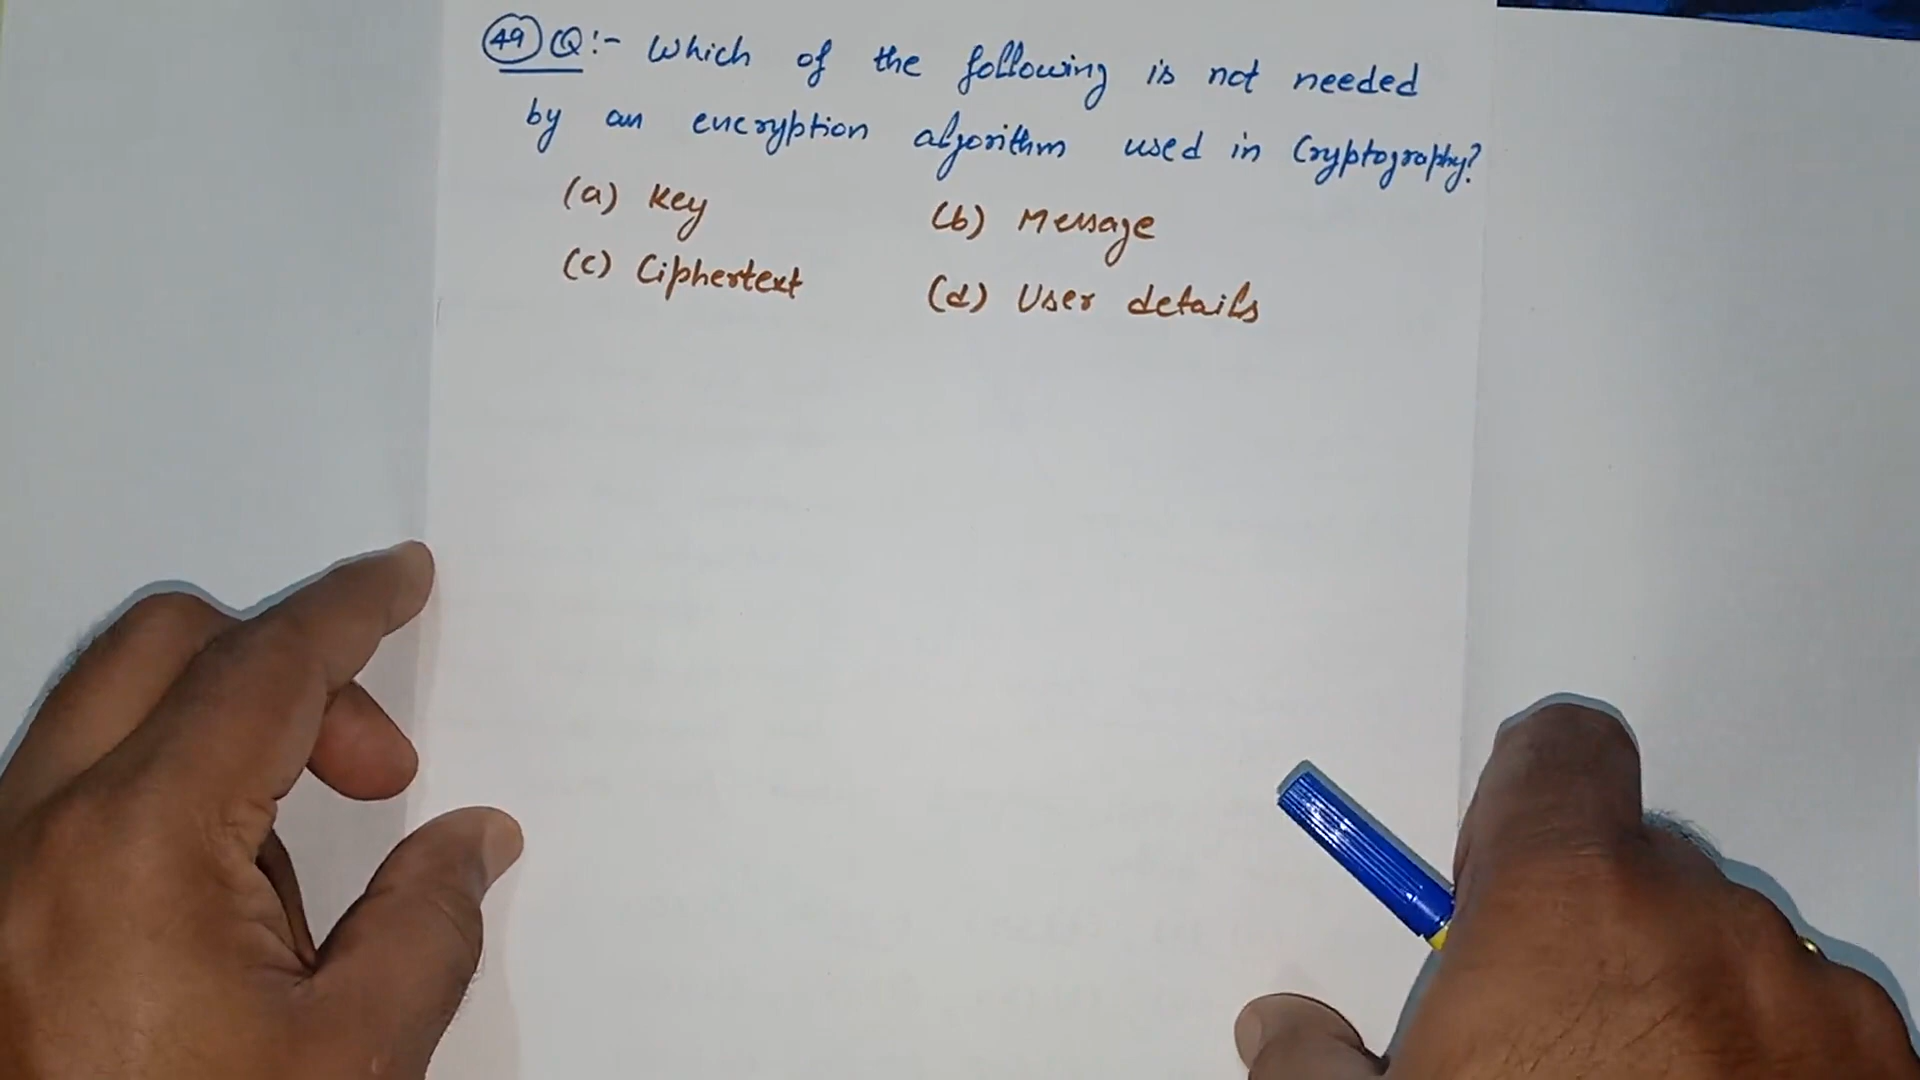 49 Q:- Which of the following is not needed
by an encryption algorithm used in Cryptography?
(a) Key (b) Message
(c) Ciphertext (d) User details